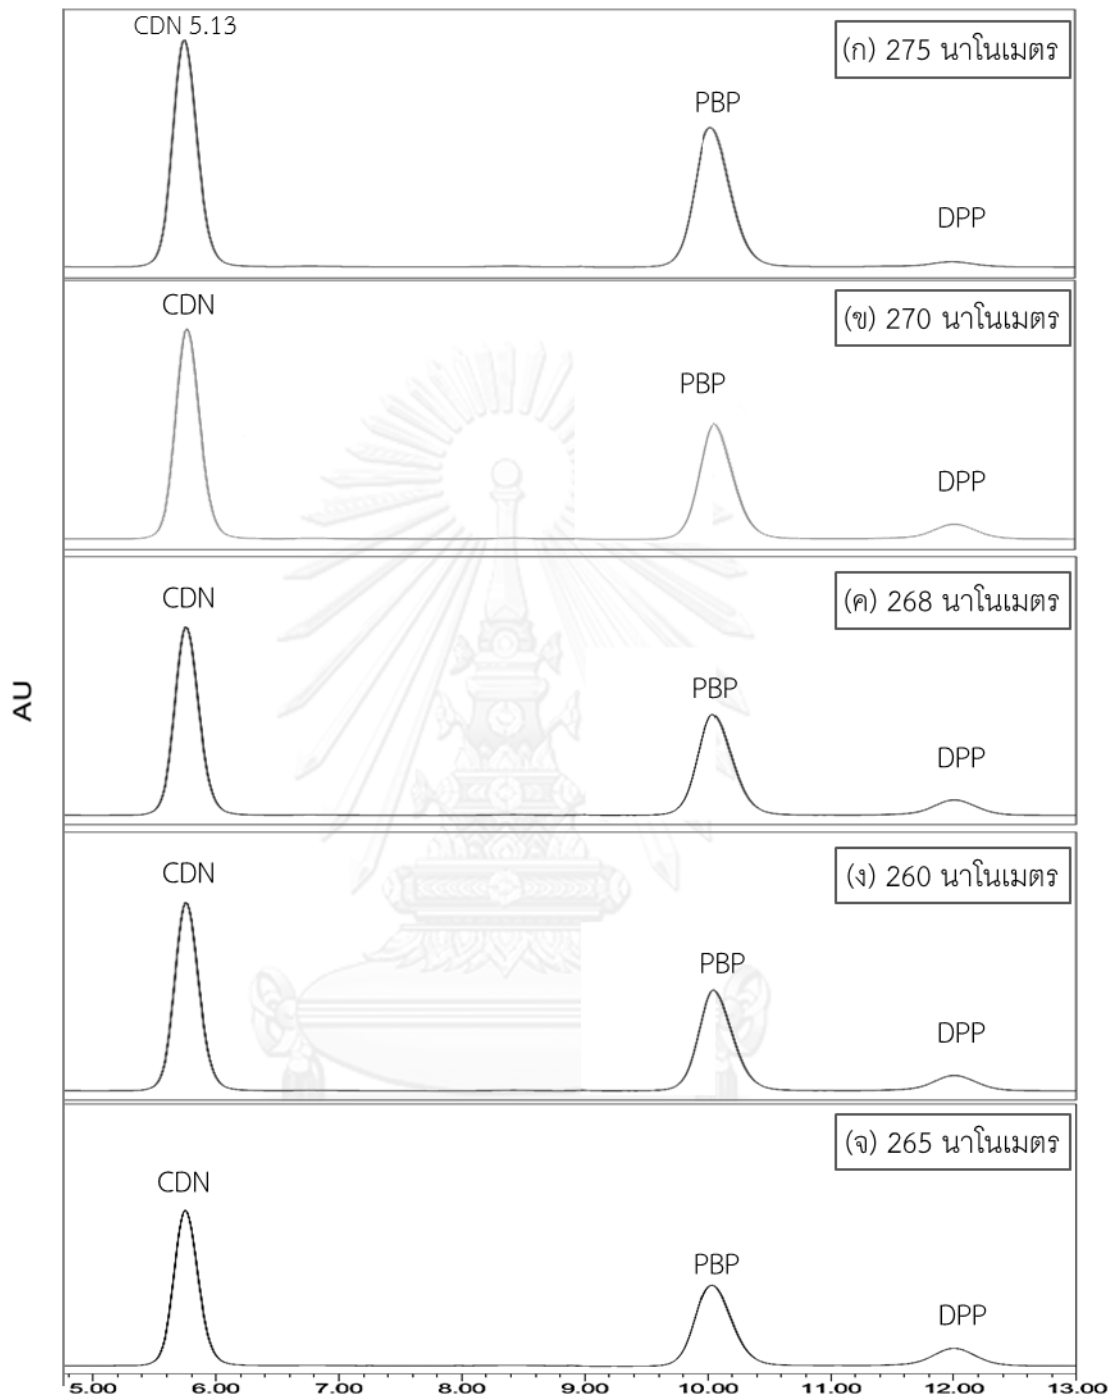 CDN 5.13
(ก) 275 นาโนเมตร
PBP
DPP
CDN
(ข) 270 นาโนเมตร
PBP
DPP
CDN
(ค) 268 นาโนเมตร
PBP
DPP
AU
CDN
(ง) 260 นาโนเมตร
PBP
DPP
CDN
(จ) 265 นาโนเมตร
PBP
DPP
5.00 6.00 7.00 8.00 9.00 10.00 11.00 12.00 13.00